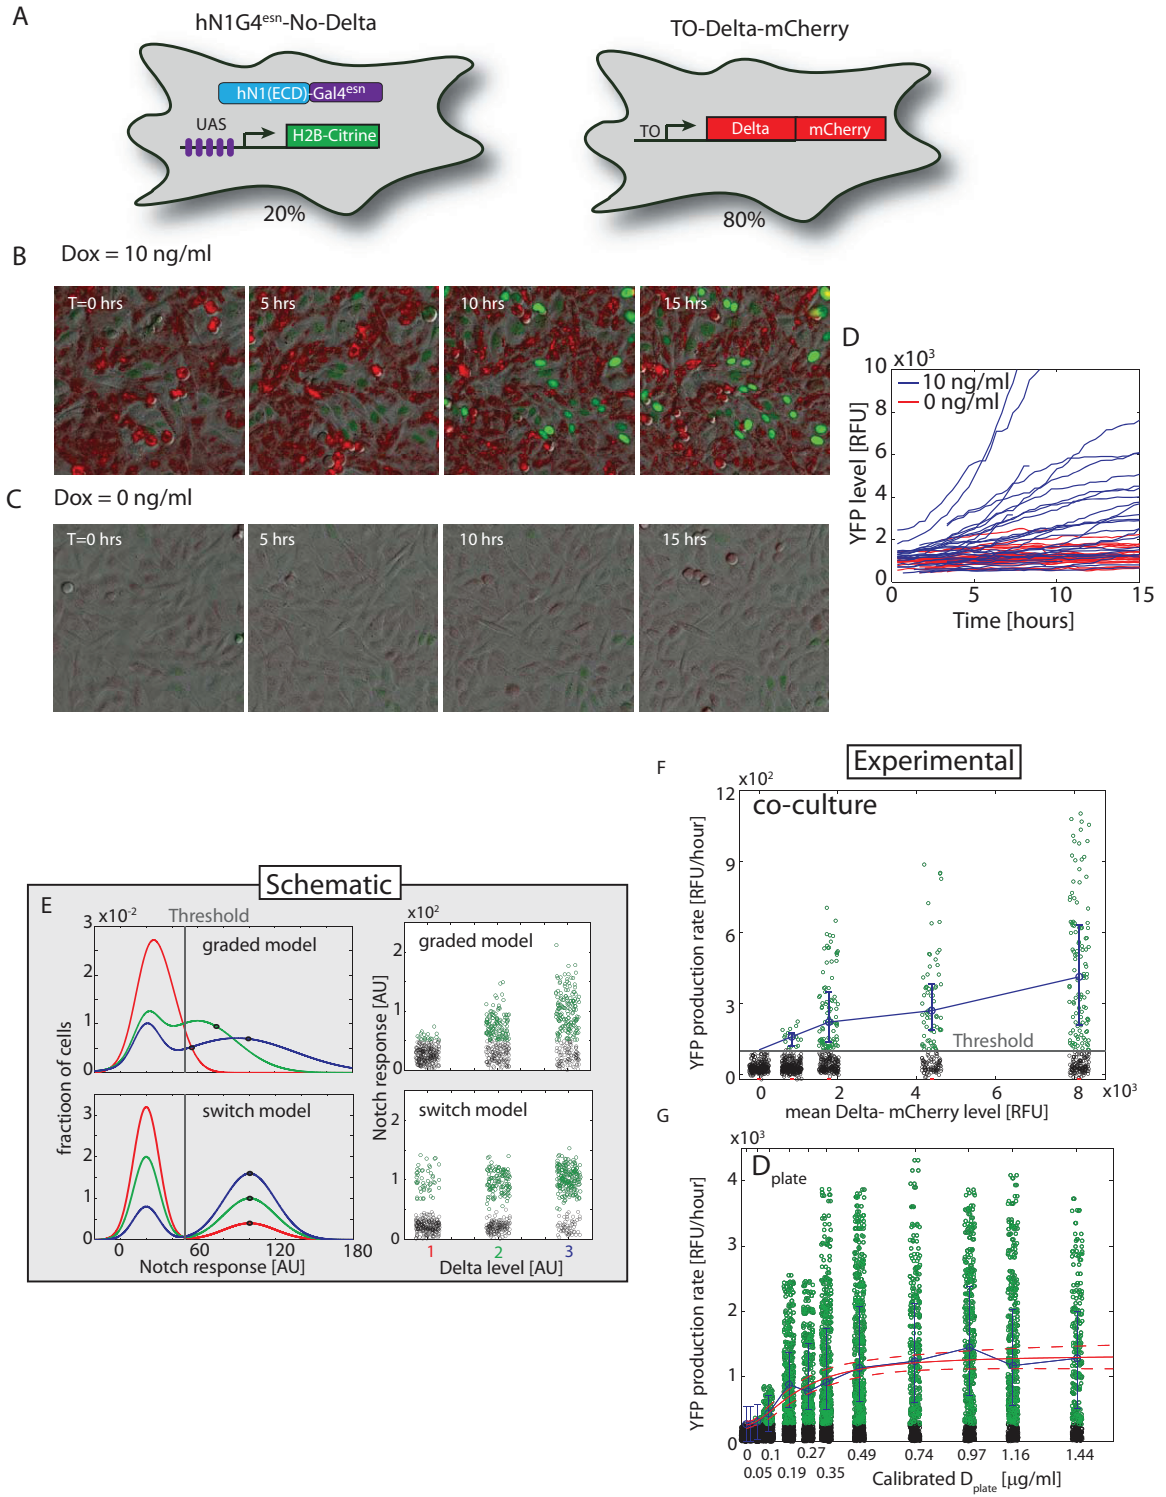 A
hN1G4esn-No-Delta
TO-Delta-mCherry
hN1(ECD)-Gal4esn
UAS
H2B-Citrine
20%
TO
Delta
mCherry
80%
B
Dox = 10 ng/ml
T=0 hrs
5 hrs
10 hrs
15 hrs
C
Dox = 0 ng/ml
T=0 hrs
5 hrs
10 hrs
15 hrs
D
x10³
10
8
6
4
2
0
10 ng/ml
0 ng/ml
YFP level [RFU]
0
5
10
15
Time [hours]
Schematic
E
3 x10⁻²
2
1
0
Threshold
graded model
fractioon of cells
3
2
1
0
switch model
0
60
120
180
Notch response [AU]
x10²
2
1
0
graded model
Notch response [AU]
2
1
0
switch model
1
2
3
Delta level [AU]
Experimental
F
x10²
12
9
6
3
0
co-culture
Threshold
YFP production rate [RFU/hour]
0
2
4
6
8
x10³
mean Delta- mCherry level [RFU]
G
x10³
4
3
2
1
0
Dplate
YFP production rate [RFU/hour]
0
0.05
0.1
0.19
0.27
0.35
0.49
0.74
0.97
1.16
1.44
Calibrated Dplate [µg/ml]